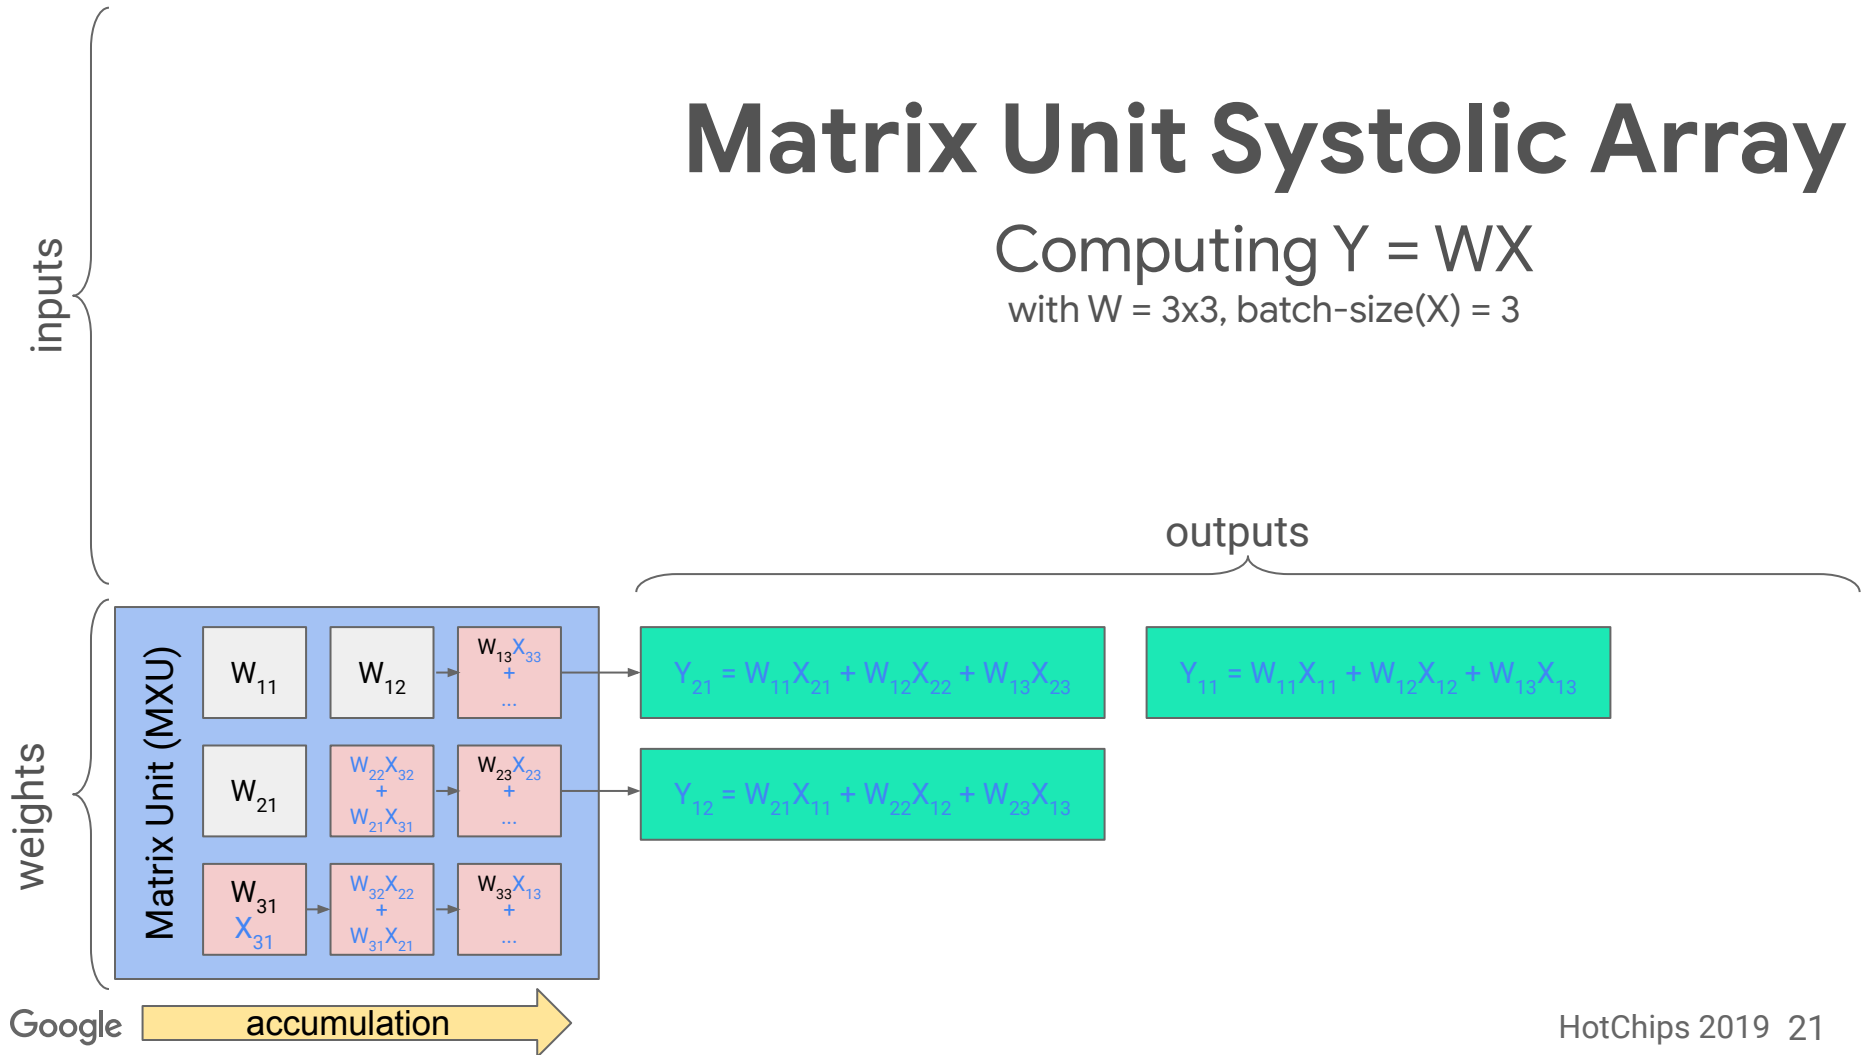 Matrix Unit Systolic Array
Computing Y = WX
with W = 3x3, batch-size(X) = 3
inputs
outputs
weights
Matrix Unit (MXU)
W₁₁
W₁₂
W₁₃X₃₃
+
...
Y₂₁ = W₁₁X₂₁ + W₁₂X₂₂ + W₁₃X₂₃
Y₁₁ = W₁₁X₁₁ + W₁₂X₁₂ + W₁₃X₁₃
W₂₁
W₂₂X₃₂
+
W₂₁X₃₁
W₂₃X₂₃
+
...
Y₁₂ = W₂₁X₁₁ + W₂₂X₁₂ + W₂₃X₁₃
W₃₁
X₃₁
W₃₂X₂₂
+
W₃₁X₂₁
W₃₃X₁₃
+
...
accumulation
Google
HotChips 2019 21